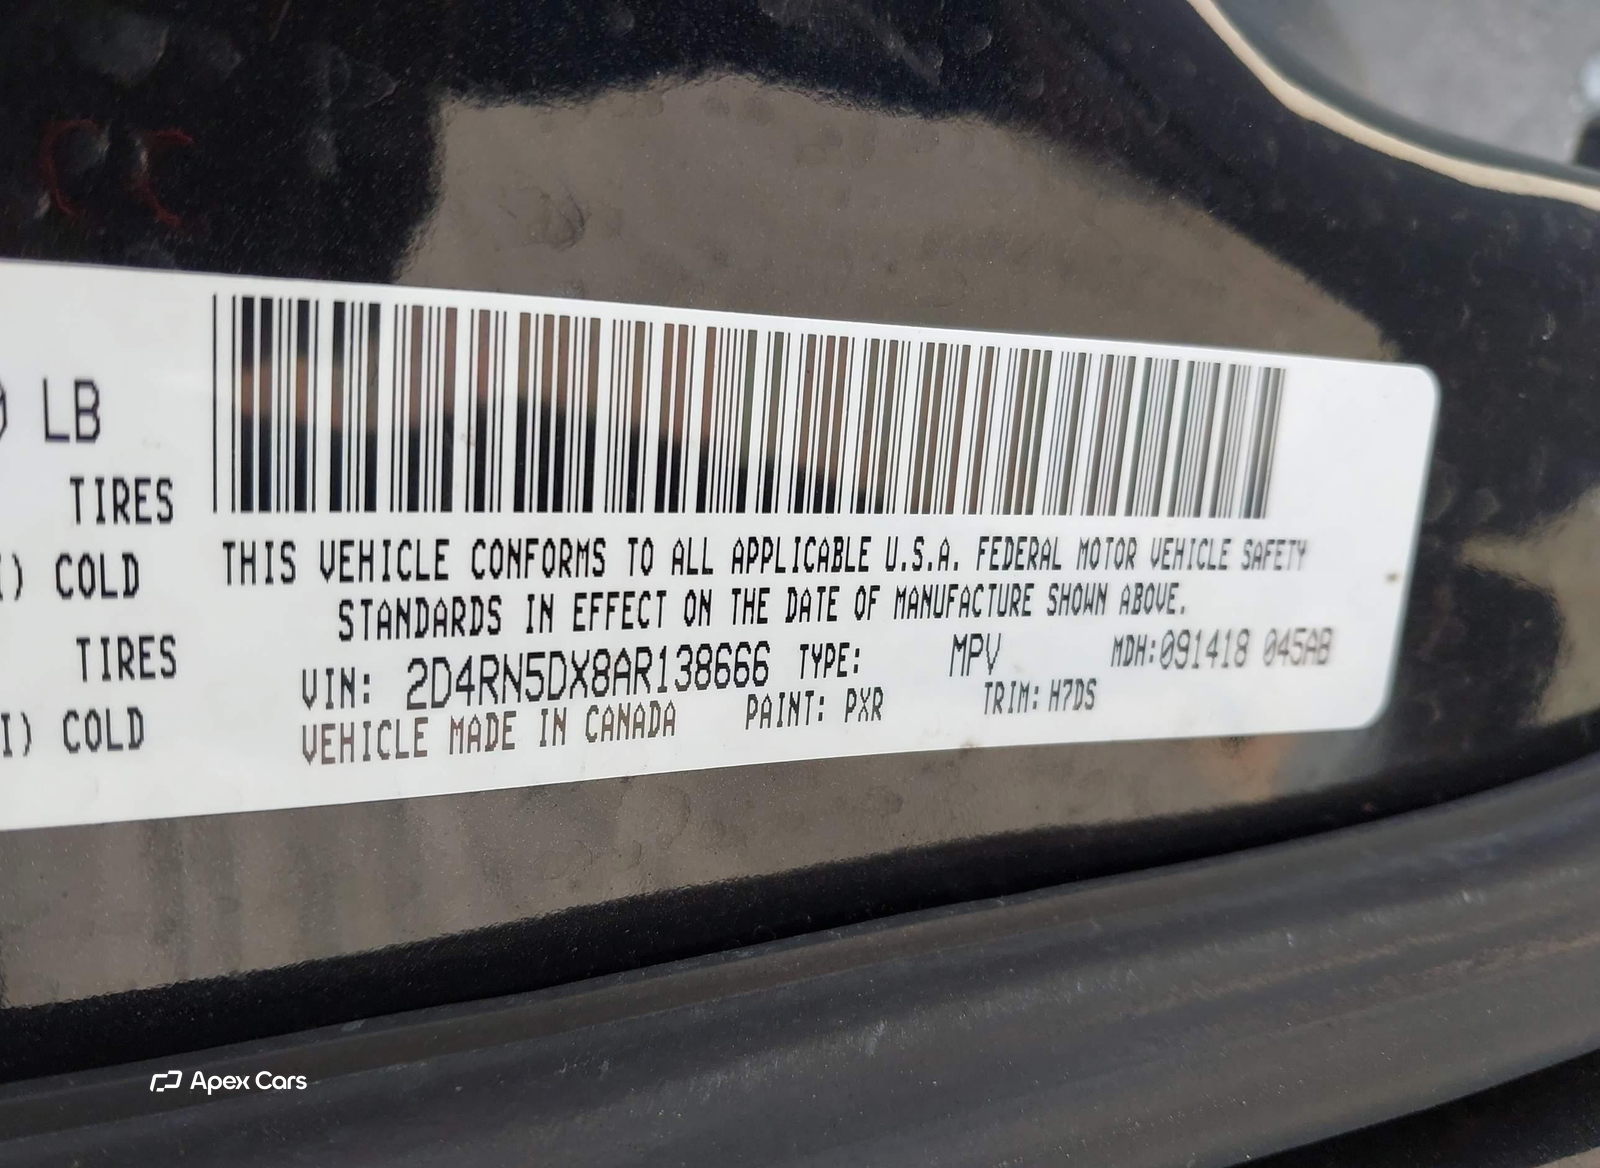 LB
TIRES
COLD
TIRES
COLD
THIS VEHICLE CONFORMS TO ALL APPLICABLE U.S.A. FEDERAL MOTOR VEHICLE SAFETY
STANDARDS IN EFFECT ON THE DATE OF MANUFACTURE SHOWN ABOVE.
VIN: 2D4RN5DX8AR138666 TYPE: MPV MDH:091418 045AB
VEHICLE MADE IN CANADA PAINT: PXR TRIM: H7DS
Apex Cars